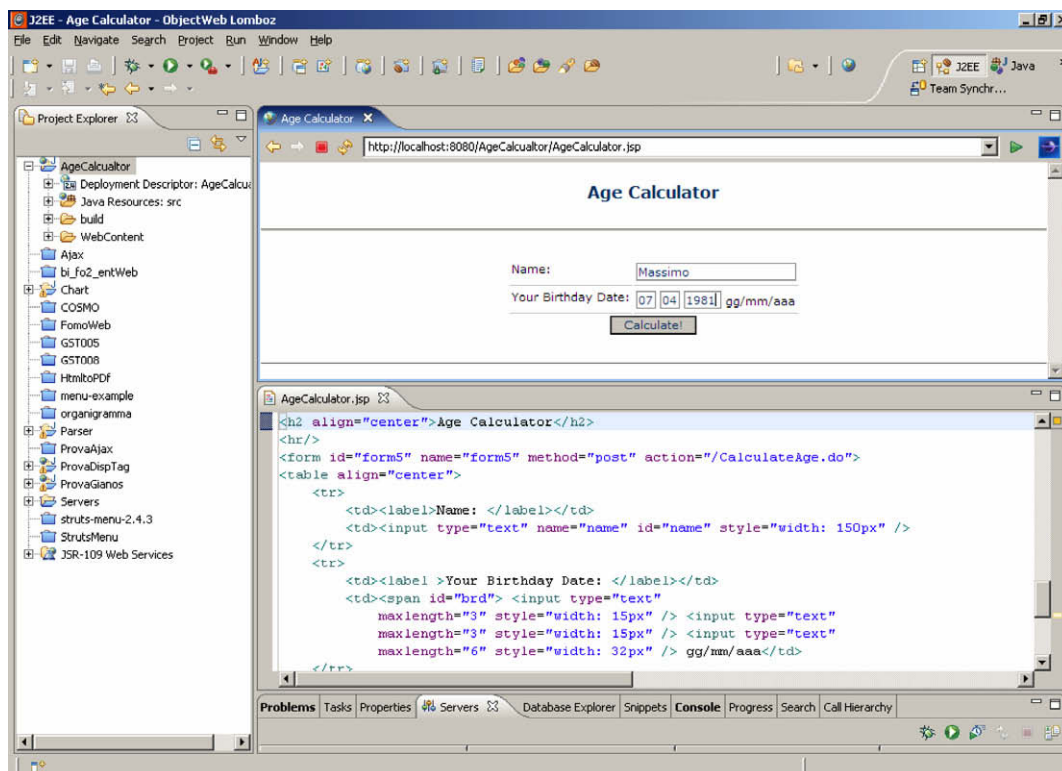 J2EE - Age Calculator - ObjectWeb Lomboz
File Edit Navigate Search Project Run Window Help
J2EE Java
Team Synchr...
Project Explorer
AgeCalcualtor
Deployment Descriptor: AgeCalcua
Java Resources: src
build
WebContent
Ajax
bi_fo2_entWeb
Chart
COSMO
FomoWeb
GST005
GST008
HtmltoPDf
menu-example
organigramma
Parser
ProvaAjax
ProvaDispTag
ProvaGianos
Servers
struts-menu-2.4.3
StrutsMenu
JSR-109 Web Services
Age Calculator
http://localhost:8080/AgeCalcualtor/AgeCalculator.jsp
Age Calculator
Name: Massimo
Your Birthday Date: 07 04 1981 gg/mm/aaa
Calculate!
AgeCalculator.jsp
<h2 align="center">Age Calculator</h2>
<hr/>
<form id="form5" name="form5" method="post" action="/CalculateAge.do">
<table align="center">
<tr>
<td><label>Name: </label></td>
<td><input type="text" name="name" id="name" style="width: 150px" />
</tr>
<tr>
<td><label >Your Birthday Date: </label></td>
<td><span id="brd"> <input type="text"
maxlength="3" style="width: 15px" /> <input type="text"
maxlength="3" style="width: 15px" /> <input type="text"
maxlength="6" style="width: 32px" /> gg/mm/aaa</td>
</tr>
Problems Tasks Properties Servers Database Explorer Snippets Console Progress Search Call Hierarchy